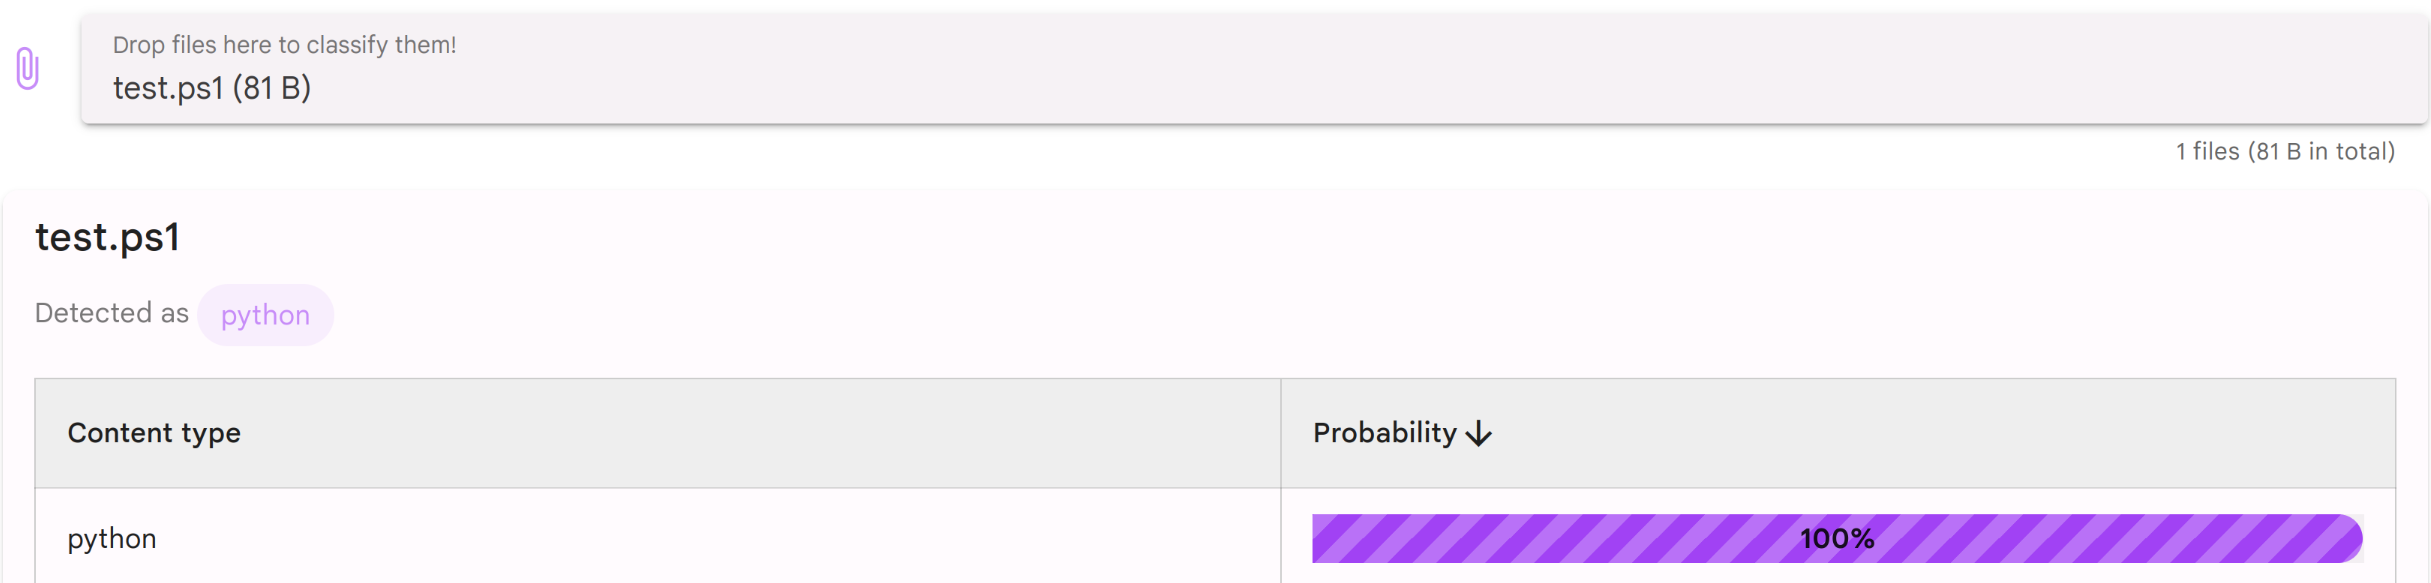 Drop files here to classify them!
test.ps1 (81 B)
1 files (81 B in total)
test.ps1
Detected as python
Content type Probability
python 100%